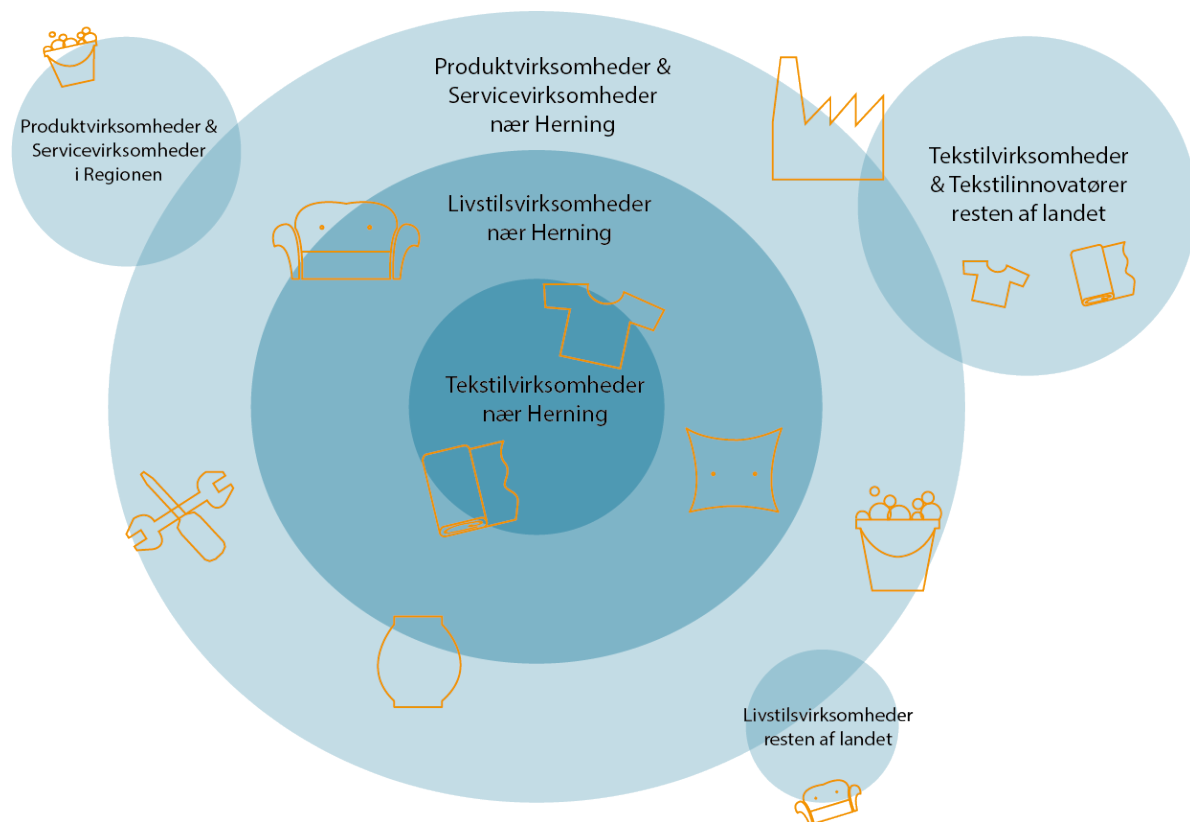 Produktvirksomheder &
Servicevirksomheder
nær Herning
Produktvirksomheder &
Servicevirksomheder
i Regionen
Tekstilvirksomheder
& Tekstilinnovatører
resten af landet
Livstilsvirksomheder
nær Herning
Tekstilvirksomheder
nær Herning
Livstilsvirksomheder
resten af landet